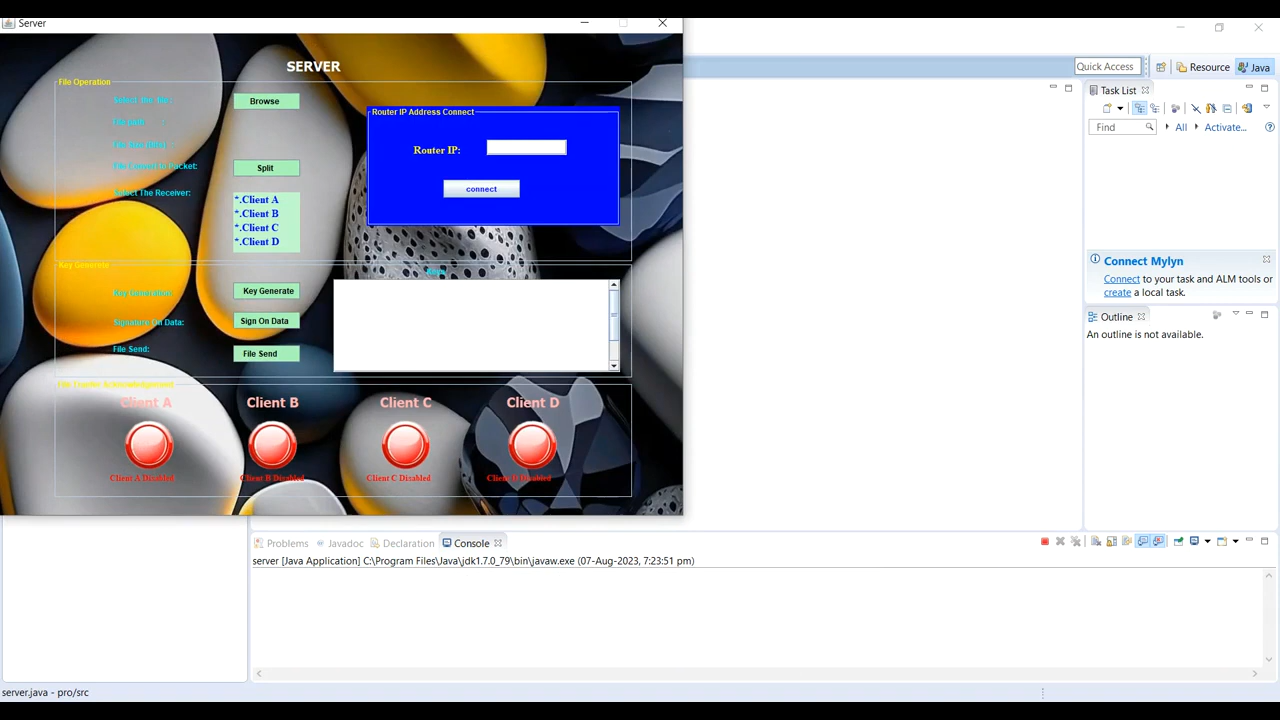 Server
SERVER
File Operation
Select the file:
Browse
File path :
File Size (bits) :
File Convert to Packet:
Split
Select The Receiver:
*.Client A
*.Client B
*.Client C
*.Client D
Router IP Address Connect
Router IP:
connect
Key Generate
Keys
Key Generation:
Key Generate
Signature On Data:
Sign On Data
File Send:
File Send
File Tranfer Acknowledgement
Client A
Client B
Client C
Client D
Client A Disabled
Client B Disabled
Client C Disabled
Client D Disabled
Quick Access
Resource
Java
Task List
Find
All
Activate...
Connect Mylyn
Connect to your task and ALM tools or
create a local task.
Outline
An outline is not available.
Problems
Javadoc
Declaration
Console
server [Java Application] C:\Program Files\Java\jdk1.7.0_79\bin\javaw.exe (07-Aug-2023, 7:23:51 pm)
server.java - pro/src